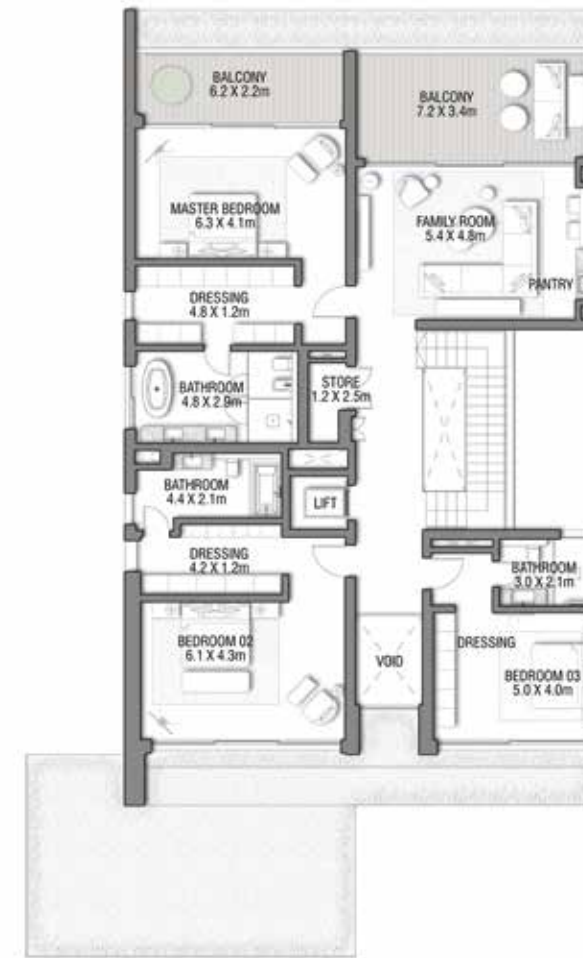 BALCONY
6.2 X 2.2m
BALCONY
7.2 X 3.4m
MASTER BEDROOM
6.3 X 4.1m
FAMILY ROOM
5.4 X 4.8m
PANTRY
DRESSING
4.8 X 1.2m
BATHROOM
4.8 X 2.9m
STORE
1.2 X 2.5m
BATHROOM
4.4 X 2.1m
LIFT
DRESSING
4.2 X 1.2m
BATHROOM
3.0 X 2.1m
BEDROOM 02
6.1 X 4.3m
VOID
DRESSING
BEDROOM 03
5.0 X 4.0m